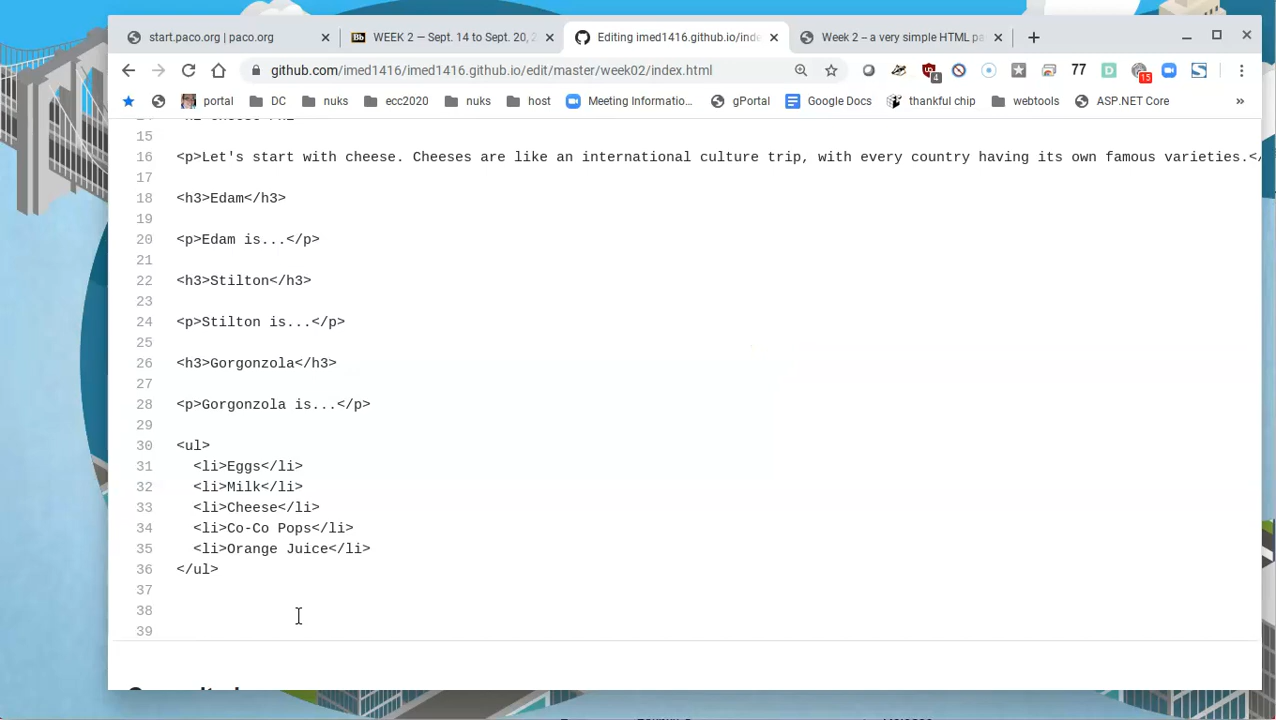 start.paco.org | paco.org
WEEK 2 — Sept. 14 to Sept. 20, 2
Editing imed1416.github.io/inde
Week 2 -- a very simple HTML pa
github.com/imed1416/imed1416.github.io/edit/master/week02/index.html
4
77
D
15
S
portal
DC
nuks
ecc2020
nuks
host
Meeting Informatio...
gPortal
Google Docs
thankful chip
webtools
ASP.NET Core
»
15
16 <p>Let's start with cheese. Cheeses are like an international culture trip, with every country having its own famous varieties.</
17
18 <h3>Edam</h3>
19
20 <p>Edam is...</p>
21
22 <h3>Stilton</h3>
23
24 <p>Stilton is...</p>
25
26 <h3>Gorgonzola</h3>
27
28 <p>Gorgonzola is...</p>
29
30 <ul>
31 <li>Eggs</li>
32 <li>Milk</li>
33 <li>Cheese</li>
34 <li>Co-Co Pops</li>
35 <li>Orange Juice</li>
36 </ul>
37
38
39